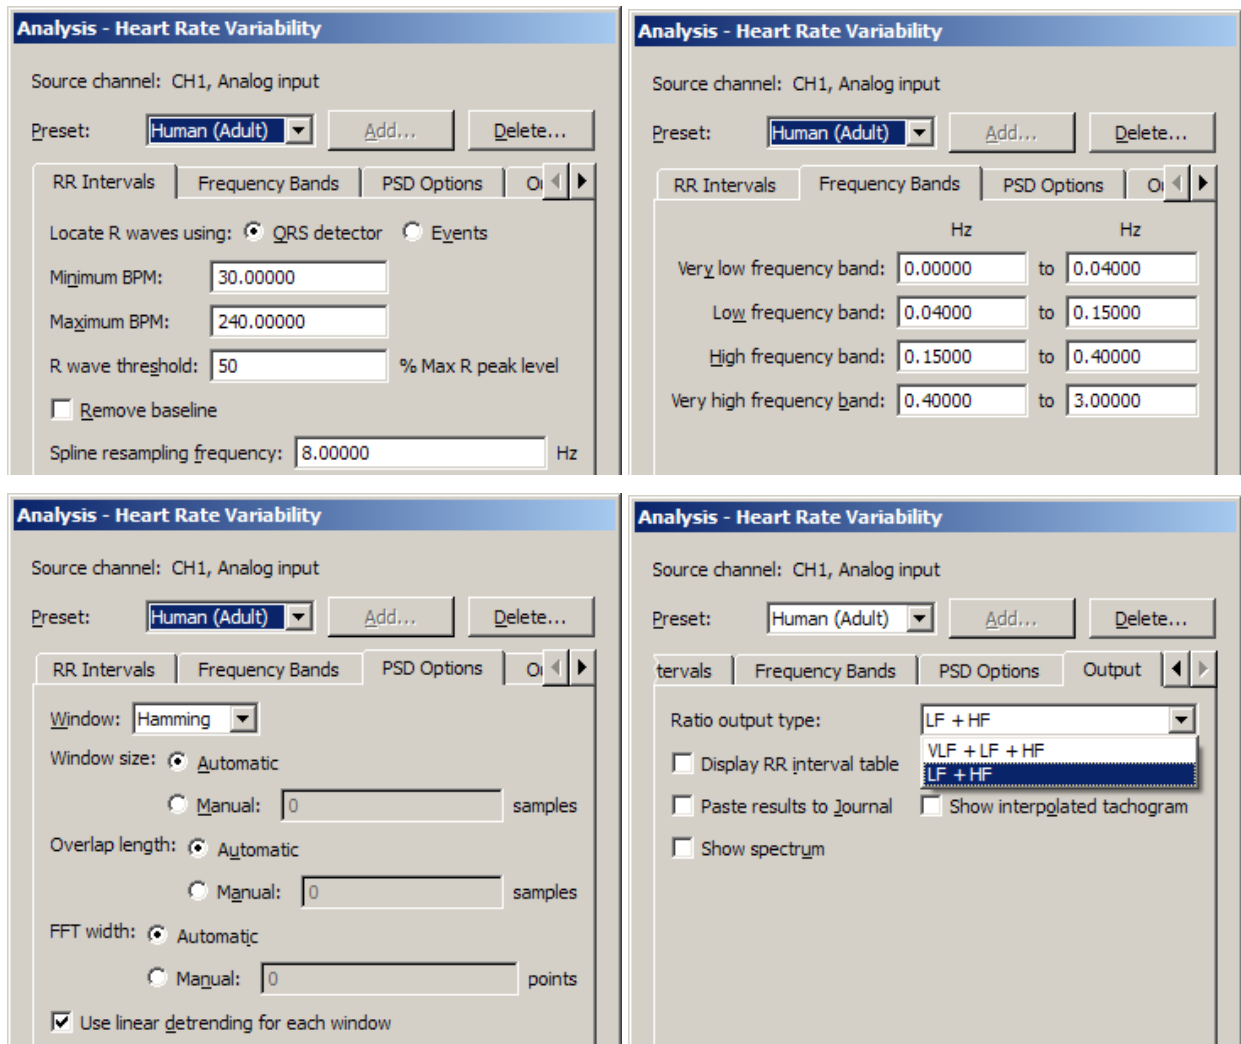 Analysis - Heart Rate Variability
Source channel: CH1, Analog input
Preset: Human (Adult) Add... Delete...
RR Intervals Frequency Bands PSD Options
Locate R waves using: QRS detector Events
Minimum BPM: 30.00000
Maximum BPM: 240.00000
R wave threshold: 50 % Max R peak level
Remove baseline
Spline resampling frequency: 8.00000 Hz
Analysis - Heart Rate Variability
Source channel: CH1, Analog input
Preset: Human (Adult) Add... Delete...
RR Intervals Frequency Bands PSD Options
Hz Hz
Very low frequency band: 0.00000 to 0.04000
Low frequency band: 0.04000 to 0.15000
High frequency band: 0.15000 to 0.40000
Very high frequency band: 0.40000 to 3.00000
Analysis - Heart Rate Variability
Source channel: CH1, Analog input
Preset: Human (Adult) Add... Delete...
RR Intervals Frequency Bands PSD Options
Window: Hamming
Window size: Automatic
Manual: 0 samples
Overlap length: Automatic
Manual: 0 samples
FFT width: Automatic
Manual: 0 points
Use linear detrending for each window
Analysis - Heart Rate Variability
Source channel: CH1, Analog input
Preset: Human (Adult) Add... Delete...
tervals Frequency Bands PSD Options Output
Ratio output type: LF + HF
VLF + LF + HF
Display RR interval table LF + HF
Paste results to Journal Show interpolated tachogram
Show spectrum